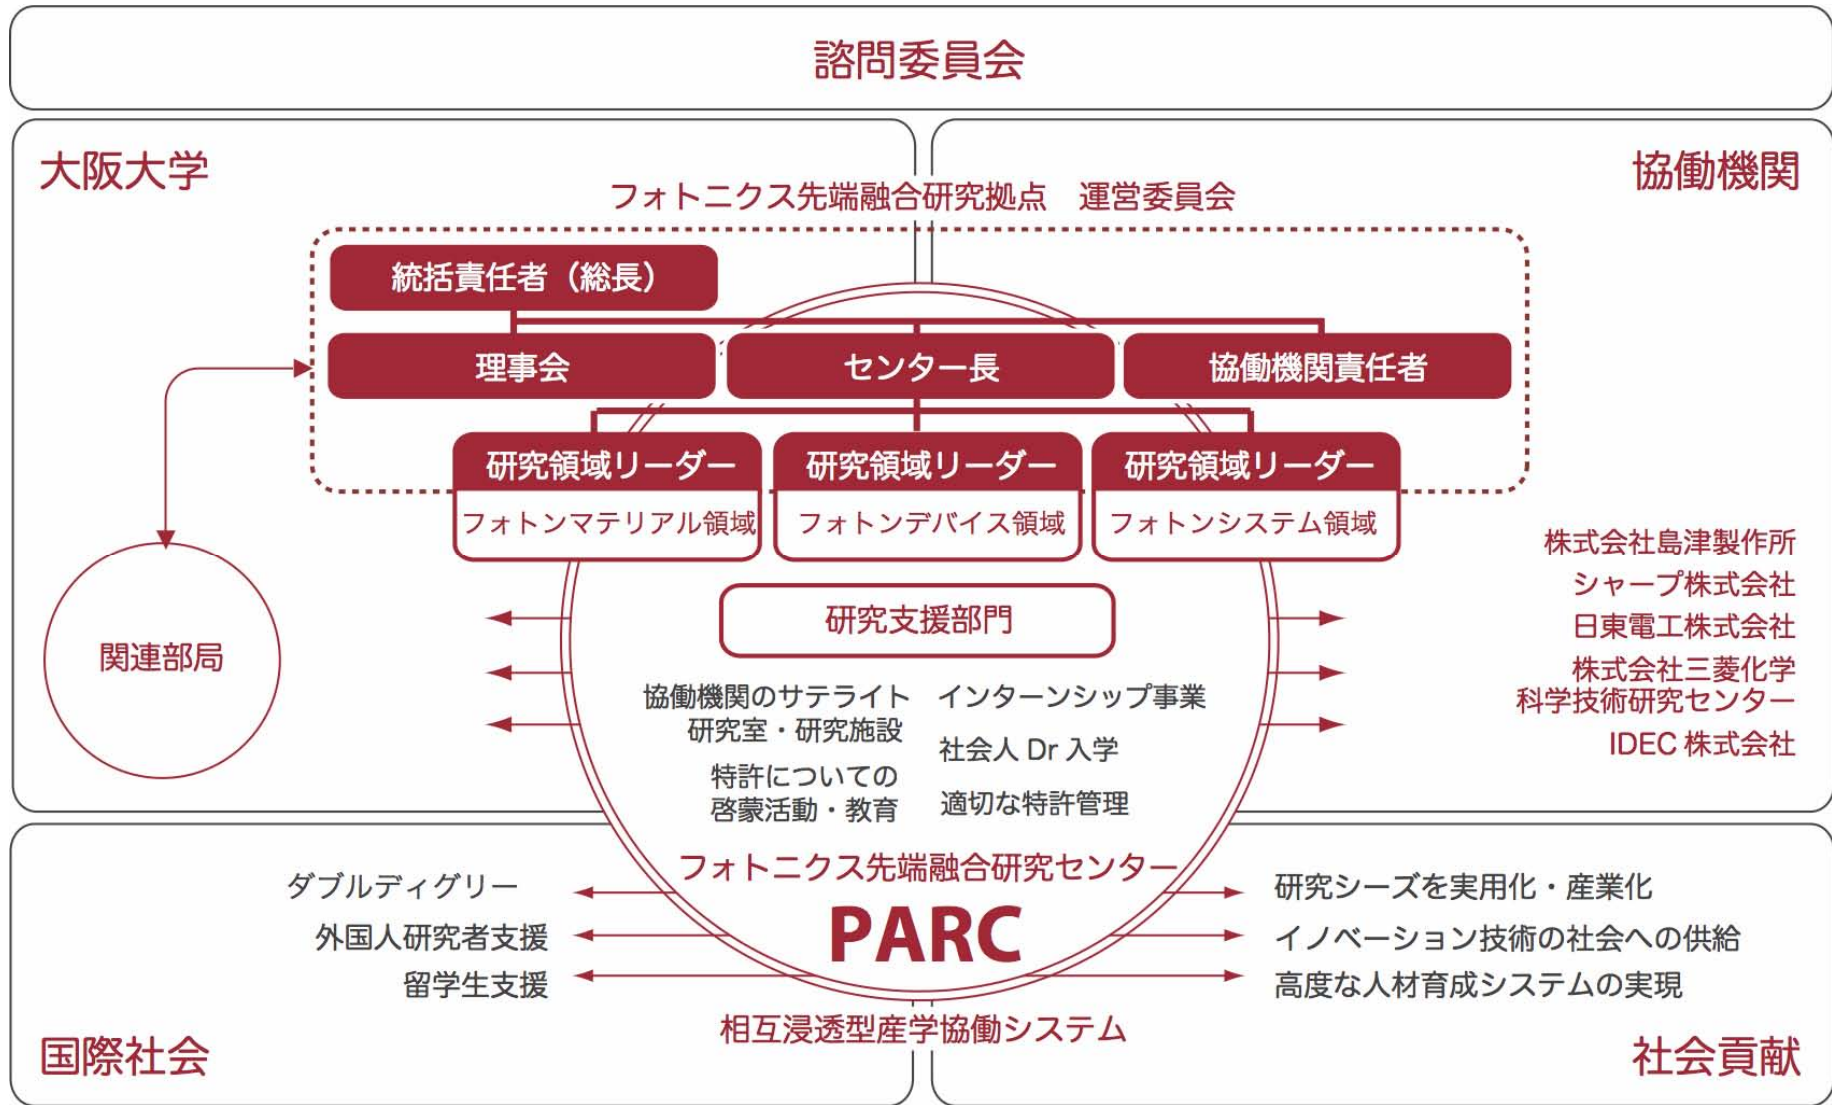 諮問委員会
大阪大学
協働機関
フォトニクス先端融合研究拠点　運営委員会
統括責任者（総長）
理事会
センター長
協働機関責任者
研究領域リーダー
フォトンマテリアル領域
研究領域リーダー
フォトンデバイス領域
研究領域リーダー
フォトンシステム領域
関連部局
研究支援部門
協働機関のサテライト
研究室・研究施設
特許についての
啓蒙活動・教育
インターンシップ事業
社会人 Dr 入学
適切な特許管理
株式会社島津製作所
シャープ株式会社
日東電工株式会社
株式会社三菱化学
科学技術研究センター
IDEC 株式会社
フォトニクス先端融合研究センター
PARC
ダブルディグリー
外国人研究者支援
留学生支援
研究シーズを実用化・産業化
イノベーション技術の社会への供給
高度な人材育成システムの実現
相互浸透型産学協働システム
国際社会
社会貢献